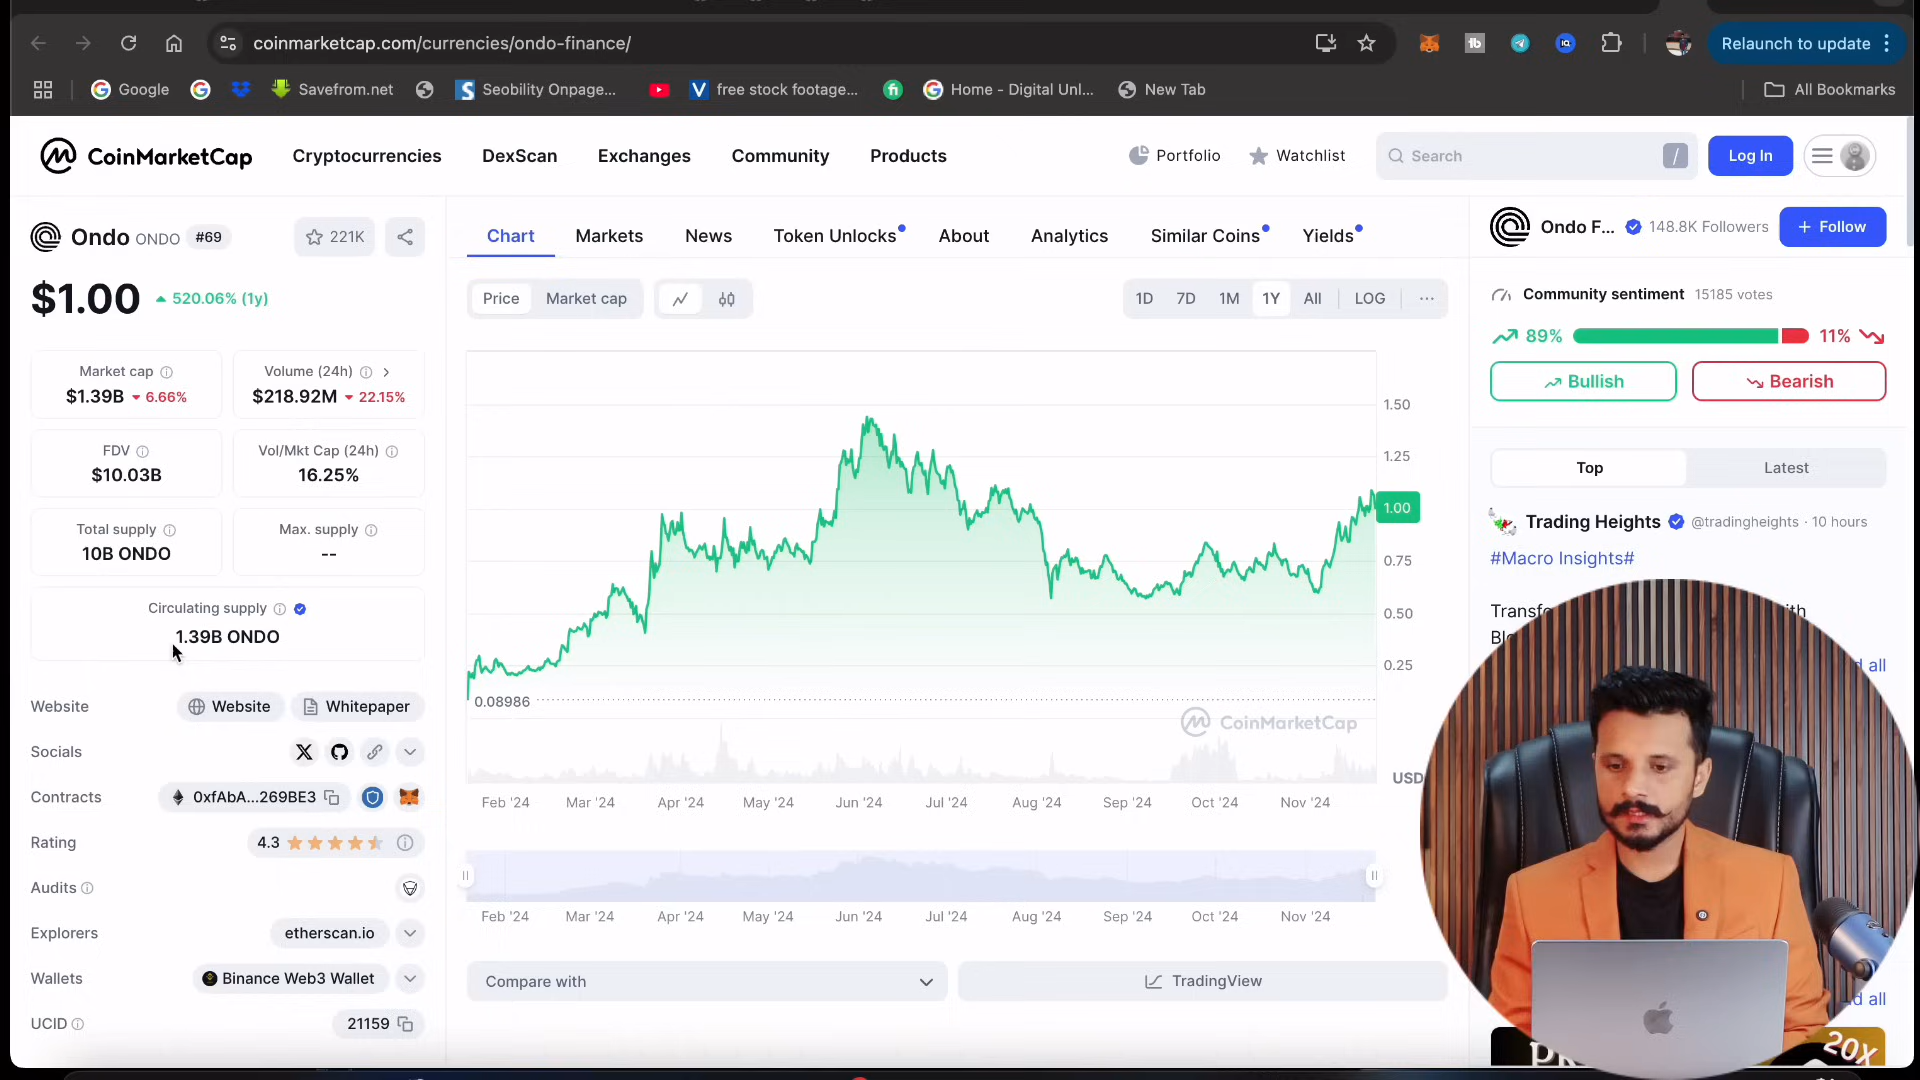 coinmarketcap.com/currencies/ondo-finance/
Relaunch to update
Google
Savefrom.net
Seobility Onpage...
free stock footage...
Home - Digital Unl...
New Tab
All Bookmarks
CoinMarketCap
Cryptocurrencies
DexScan
Exchanges
Community
Products
Portfolio
Watchlist
Search
/
Log In
Ondo ONDO #69
221K
$1.00 520.06% (1y)
Market cap
$1.39B 6.66%
Volume (24h)
$218.92M 22.15%
FDV
$10.03B
Vol/Mkt Cap (24h)
16.25%
Total supply
10B ONDO
Max. supply
--
Circulating supply
1.39B ONDO
Website
Website
Whitepaper
Socials
Contracts
0xfAbA...269BE3
Rating
4.3
Audits
Explorers
etherscan.io
Wallets
Binance Web3 Wallet
UCID
21159
Chart
Markets
News
Token Unlocks
About
Analytics
Similar Coins
Yields
Price
Market cap
1D
7D
1M
1Y
All
LOG
...
1.50
1.25
1.00
0.75
0.50
0.25
0.08986
CoinMarketCap
USD
Feb '24
Mar '24
Apr '24
May '24
Jun '24
Jul '24
Aug '24
Sep '24
Oct '24
Nov '24
Feb '24
Mar '24
Apr '24
May '24
Jun '24
Jul '24
Aug '24
Sep '24
Oct '24
Nov '24
Compare with
TradingView
Ondo F...
148.8K Followers
+ Follow
Community sentiment 15185 votes
89%
11%
Bullish
Bearish
Top
Latest
Trading Heights @tradingheights · 10 hours
#Macro Insights#
all
all
20X